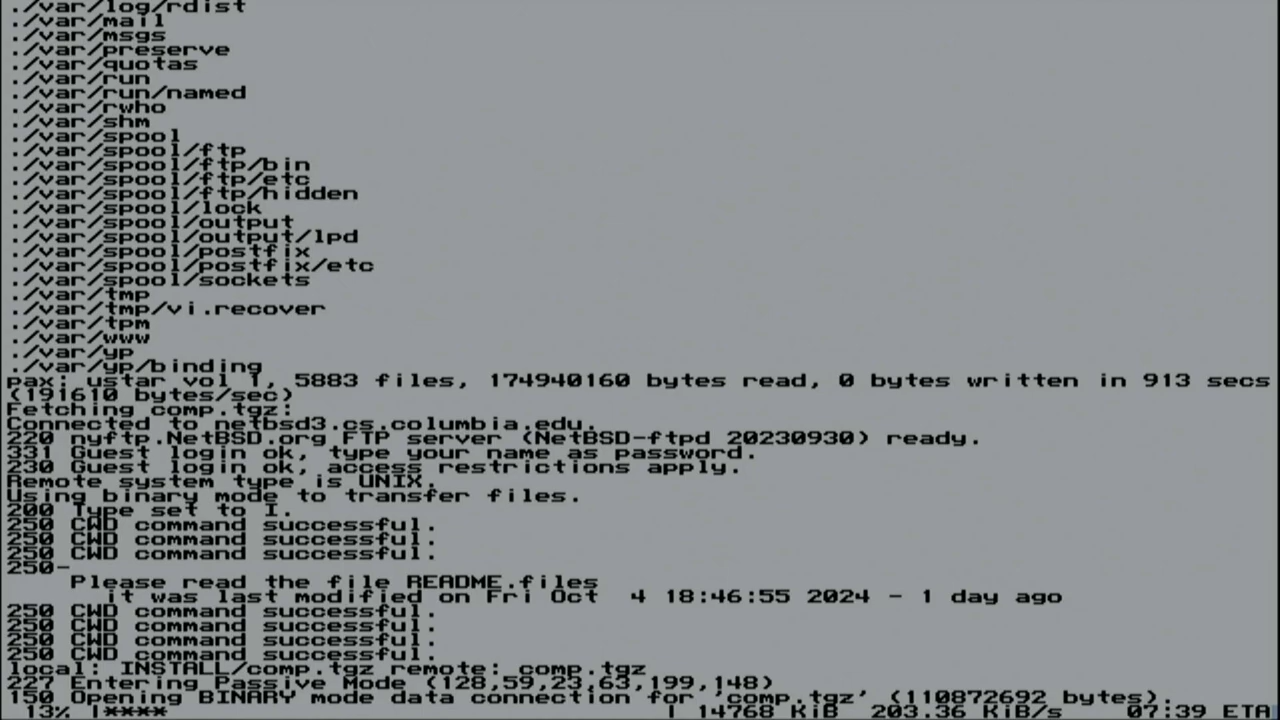 ./var/log/rdist
./var/mail
./var/msgs
./var/preserve
./var/quotas
./var/run
./var/run/named
./var/rwho
./var/shm
./var/spool
./var/spool/ftp
./var/spool/ftp/bin
./var/spool/ftp/etc
./var/spool/ftp/hidden
./var/spool/lock
./var/spool/output
./var/spool/output/lpd
./var/spool/postfix
./var/spool/postfix/etc
./var/spool/sockets
./var/tmp
./var/tmp/vi.recover
./var/tpm
./var/www
./var/yp
./var/yp/binding
pax: ustar vol 1, 5883 files, 174940160 bytes read, 0 bytes written in 913 secs
(191610 bytes/sec)
Fetching comp.tgz:
Connected to netbsd3.cs.columbia.edu.
220 nyftp.NetBSD.org FTP server (NetBSD-ftpd 20230930) ready.
331 Guest login ok, type your name as password.
230 Guest login ok, access restrictions apply.
Remote system type is UNIX.
Using binary mode to transfer files.
200 Type set to I.
250 CWD command successful.
250 CWD command successful.
250 CWD command successful.
250-
Please read the file README.files
it was last modified on Fri Oct  4 18:46:55 2024 - 1 day ago
250 CWD command successful.
250 CWD command successful.
250 CWD command successful.
250 CWD command successful.
local: INSTALL/comp.tgz remote: comp.tgz
227 Entering Passive Mode (128,59,23,63,199,148)
150 Opening BINARY mode data connection for 'comp.tgz' (110872692 bytes).
13% |**** | 14768 KiB 203.36 KiB/s 07:39 ETA